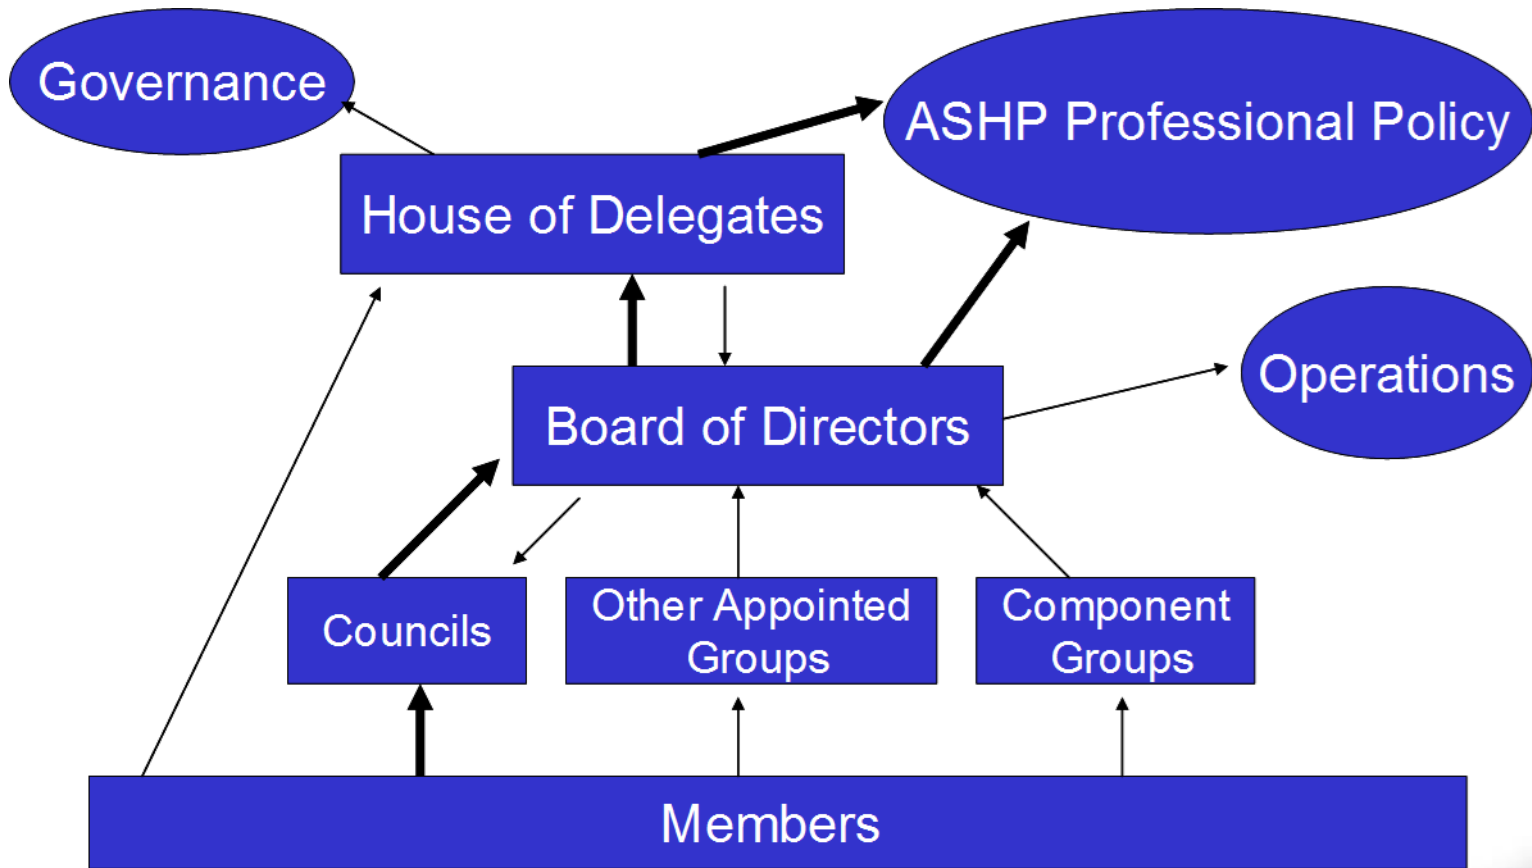 Governance
ASHP Professional Policy
House of Delegates
Operations
Board of Directors
Councils
Other Appointed
Groups
Component
Groups
Members